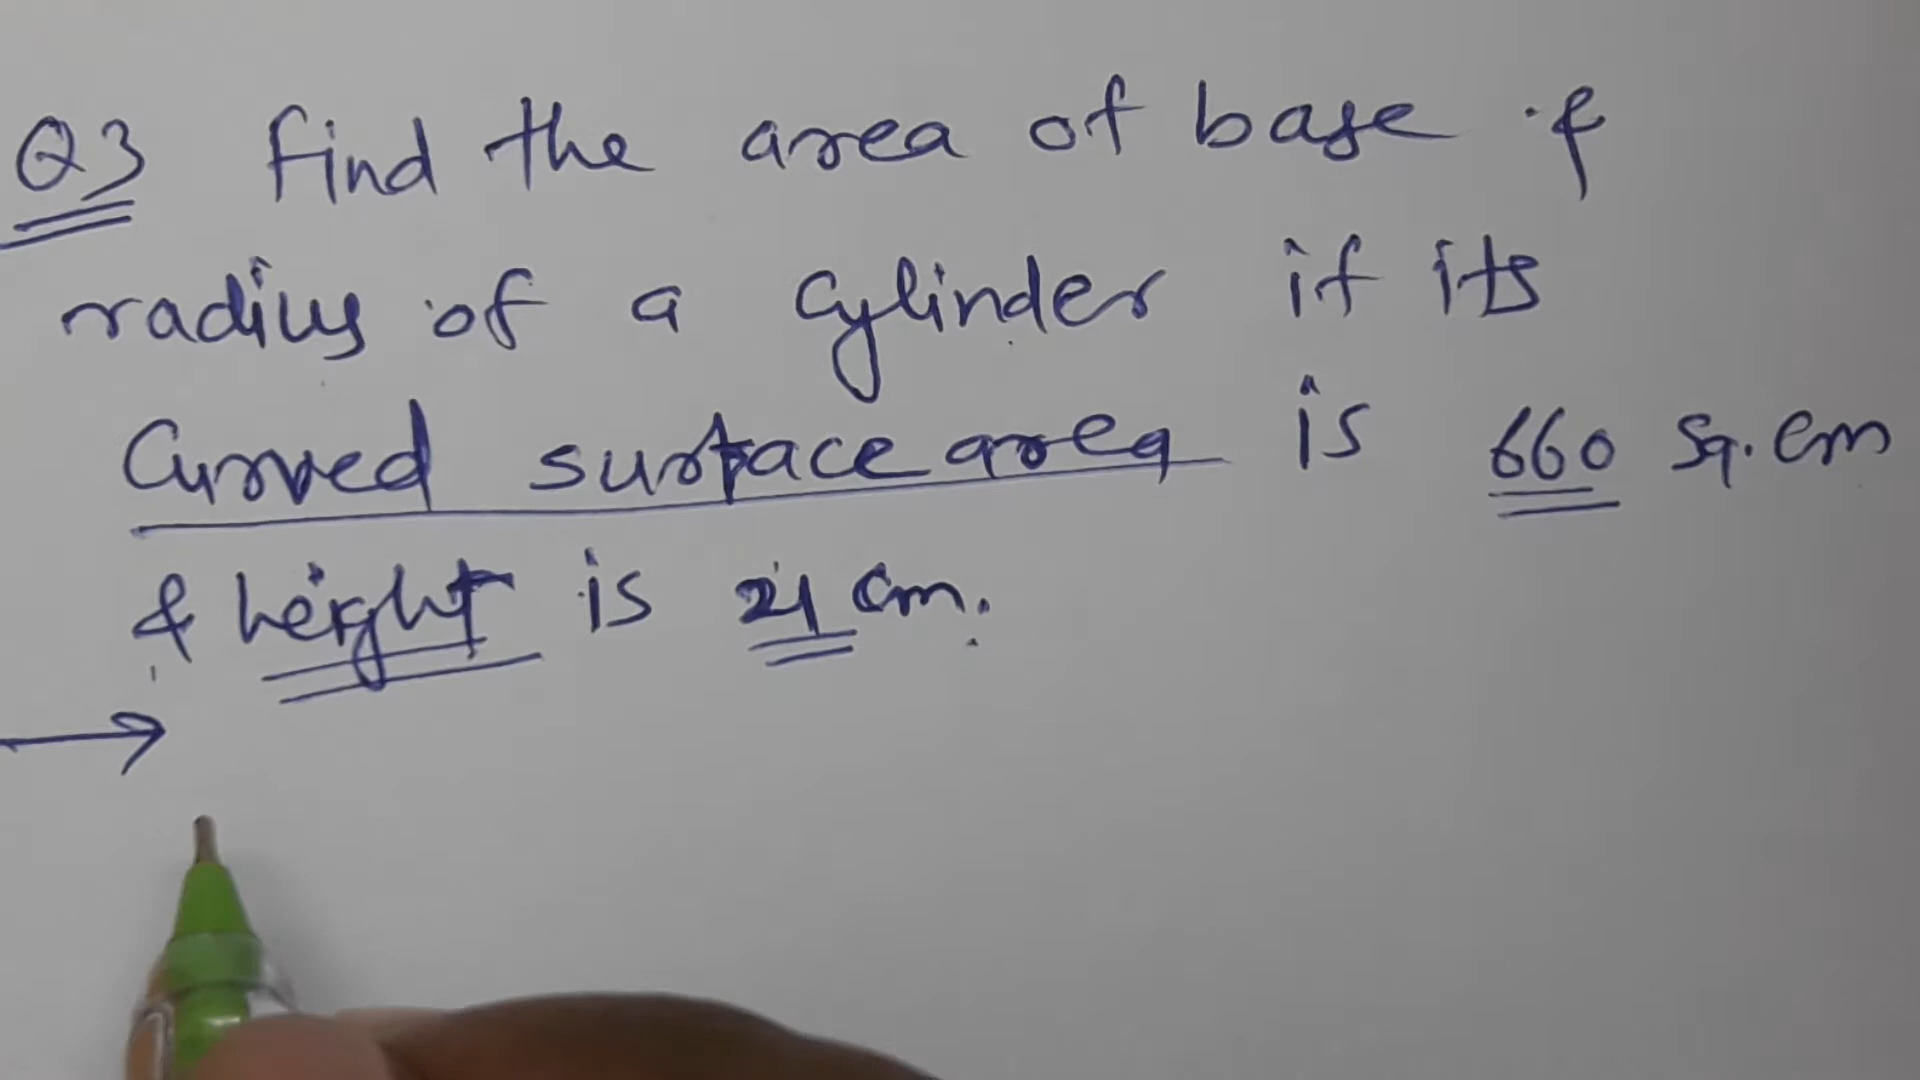 Q3 Find the area of base &
radius of a cylinder if its
Curved surface area is 660 sq. cm
& height is 21 cm.